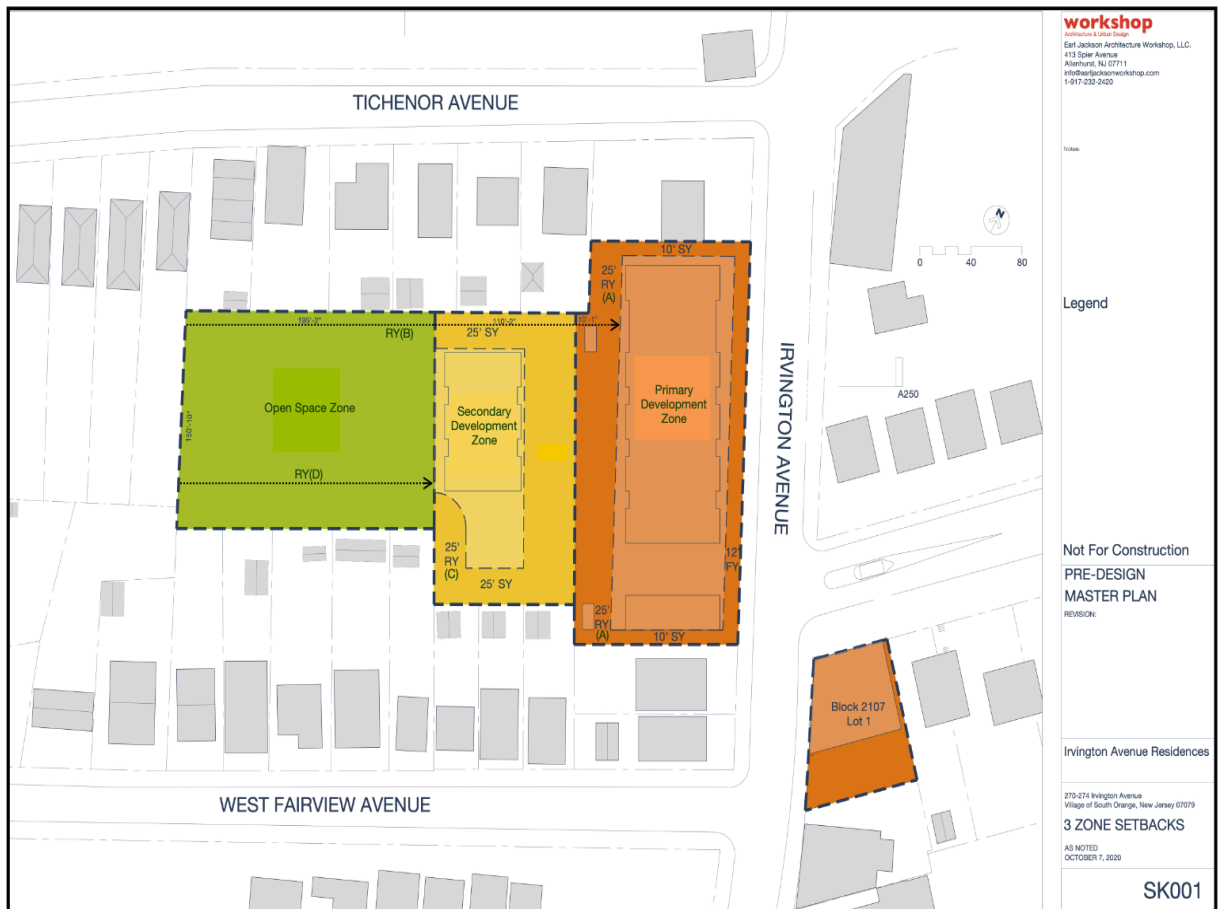 workshop
Architecture & Urban Design
Earl Jackson Architecture Workshop, LLC.
413 Spier Avenue
Allenhurst, NJ 07711
info@earljacksonworkshop.com
1-917-232-2420
Notes:
TICHENOR AVENUE
N
0 40 80
Legend
10' SY
25'
RY
(A)
195'-2"
110'-2"
RY(B)
25' SY
IRVINGTON AVENUE
A250
Open Space Zone
Secondary
Development
Zone
Primary
Development
Zone
150'-10"
RY(D)
25'
RY
(C)
25' SY
12'
FY
25'
RY
(A)
10' SY
Not For Construction
PRE-DESIGN
MASTER PLAN
REVISION:
Block 2107
Lot 1
WEST FAIRVIEW AVENUE
Irvington Avenue Residences
270-274 Irvington Avenue
Village of South Orange, New Jersey 07079
3 ZONE SETBACKS
AS NOTED
OCTOBER 7, 2020
SK001